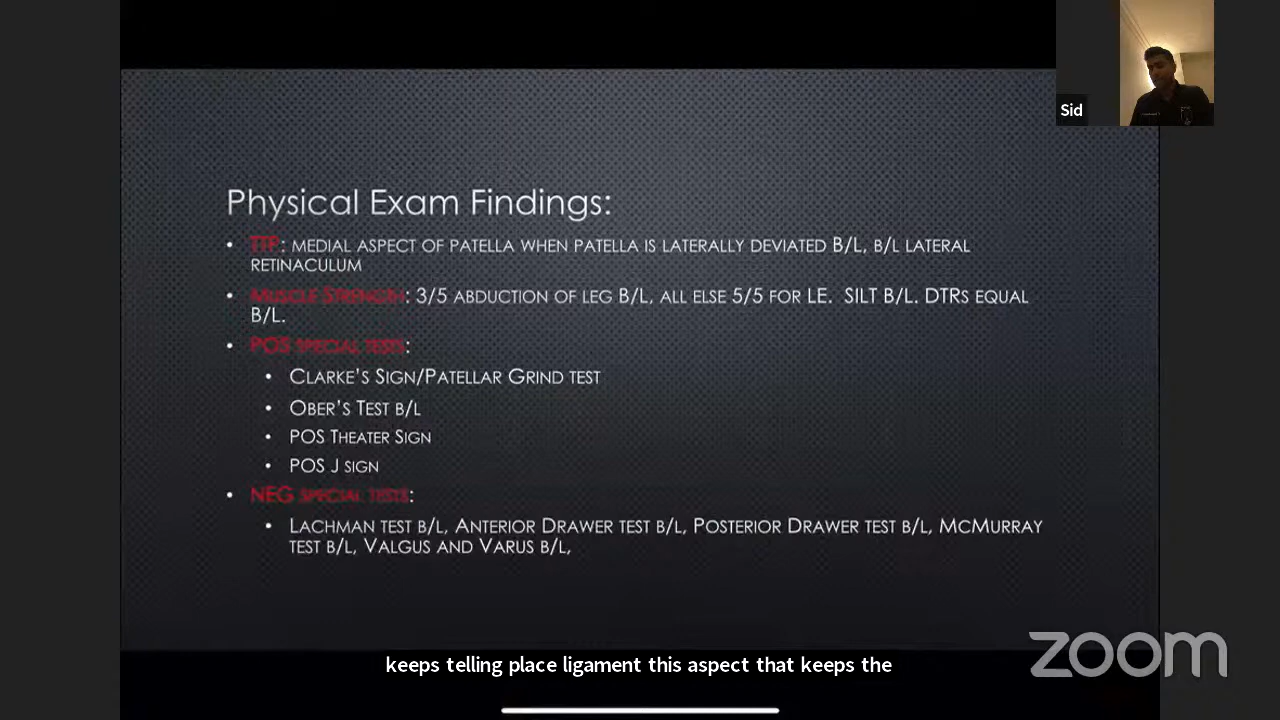 Sid
Physical Exam Findings:
• TTP: MEDIAL ASPECT OF PATELLA WHEN PATELLA IS LATERALLY DEVIATED B/L, B/L LATERAL
RETINACULUM
• MUSCLE STRENGTH: 3/5 ABDUCTION OF LEG B/L, ALL ELSE 5/5 FOR LE. SILT B/L. DTRS EQUAL
B/L.
• POS SPECIAL TESTS:
• CLARKE'S SIGN/PATELLAR GRIND TEST
• OBER'S TEST B/L
• POS THEATER SIGN
• POS J SIGN
• NEG SPECIAL TESTS:
• LACHMAN TEST B/L, ANTERIOR DRAWER TEST B/L, POSTERIOR DRAWER TEST B/L, MCMURRAY
TEST B/L, VALGUS AND VARUS B/L,
zoom
keeps telling place ligament this aspect that keeps the